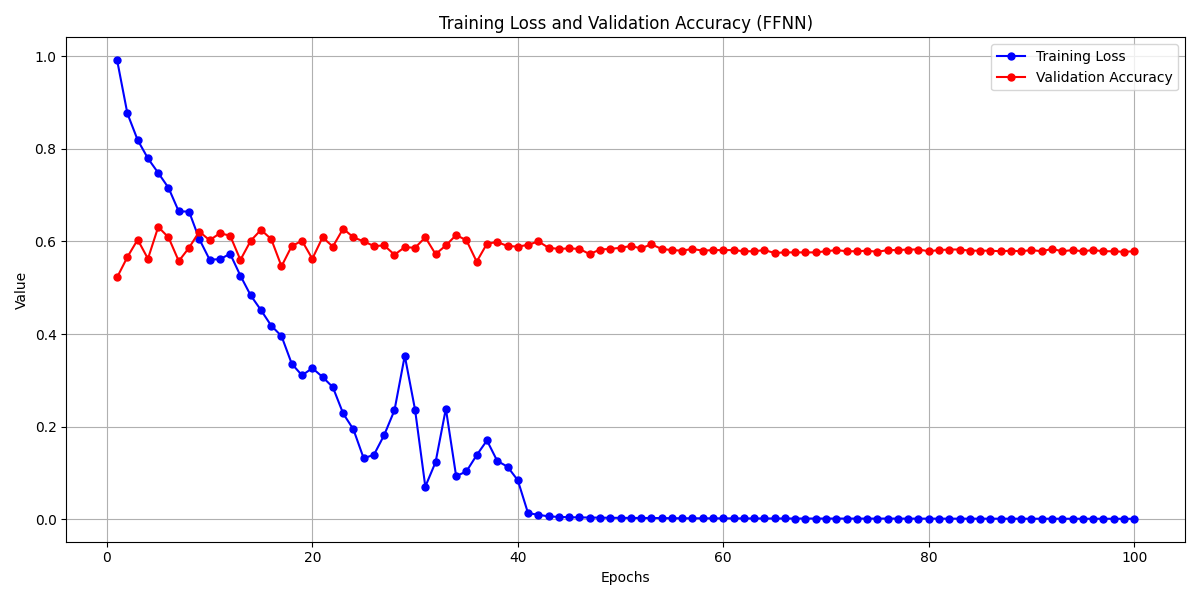 Training Loss and Validation Accuracy (FFNN)
Training Loss
Validation Accuracy
Value
1.0
0.8
0.6
0.4
0.2
0.0
0 20 40 60 80 100
Epochs